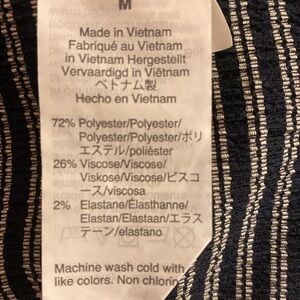 M
Made in Vietnam
Fabriqué au Vietnam
in Vietnam Hergestellt
Vervaardigd in Viëtnam
ベトナム製
Hecho en Vietnam
72% Polyester/Polyester/
Polyester/Polyester/ポリ
エステル/poliéster
26% Viscose/Viscose/
Viskose/Viscose/ビスコ
ース/viscosa
2% Elastane/Élasthanne/
Elastan/Elastaan/エラス
テーン/elastano
Machine wash cold with
like colors. Non chlorin